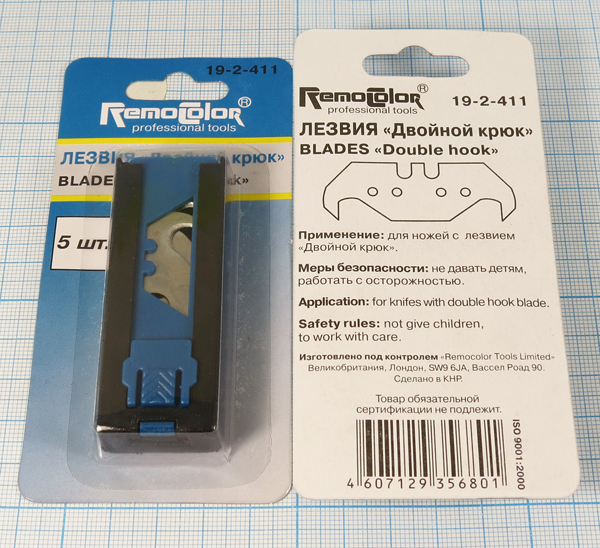 19-2-411
REMOCOLOR®
professional tools
ЛЕЗВИЯ «Двойной крюк»
BLADE
5 шт.
REMOCOLOR®
19-2-411
professional tools
ЛЕЗВИЯ «Двойной крюк»
BLADES «Double hook»
Применение: для ножей с лезвием
«Двойной крюк».
Меры безопасности: не давать детям,
работать с осторожностью.
Application: for knifes with double hook blade.
Safety rules: not give children,
to work with care.
Изготовлено под контролем «Remocolor Tools Limited»
Великобритания, Лондон, SW9 6JA, Вассел Роад 90.
Сделано в КНР.
Товар обязательной
сертификации не подлежит.
ISO 9001:2000
4 607129 356801